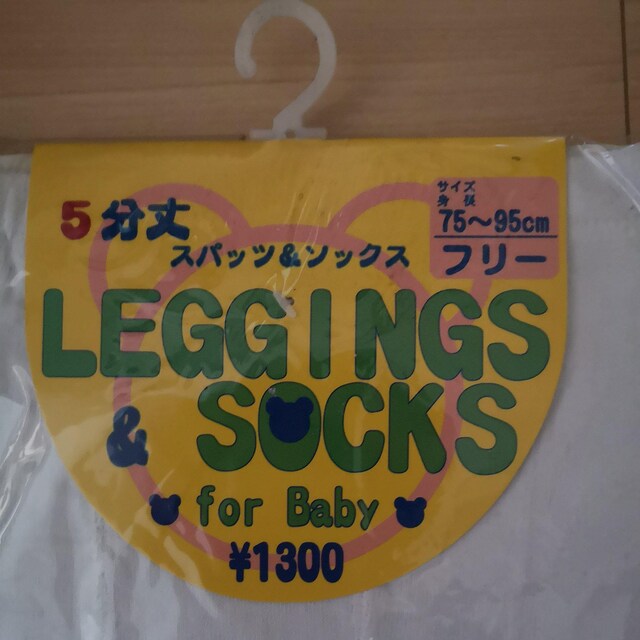 5分丈
スパッツ&ソックス
サイズ
身長
75〜95cm
フリー
LEGGINGS
& SOCKS
for Baby
¥1300